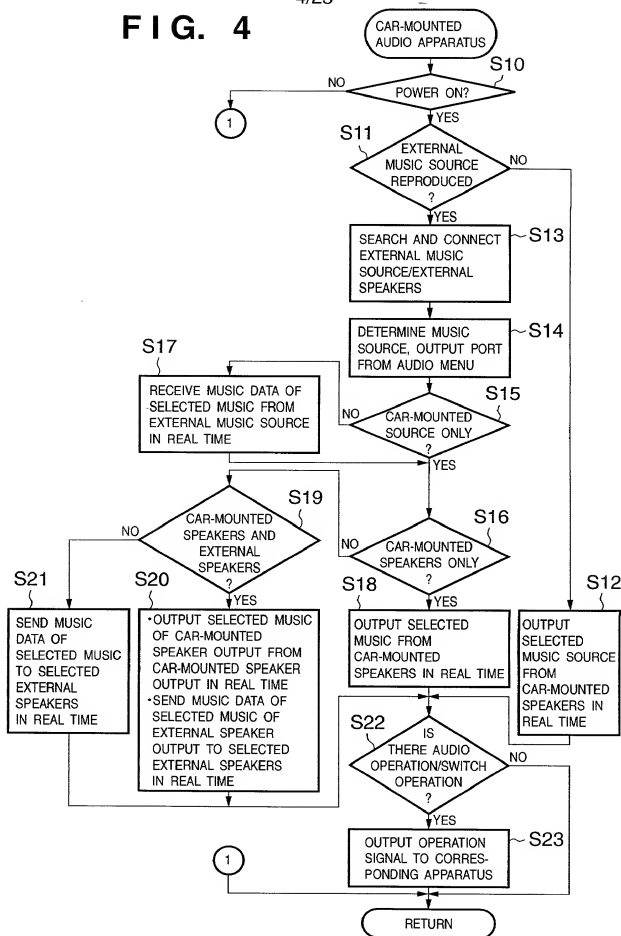 4/23
FIG. 4
CAR-MOUNTED
AUDIO APPARATUS
S10
NO
POWER ON?
1
YES
S11
EXTERNAL
MUSIC SOURCE
REPRODUCED
?
NO
YES
S13
SEARCH AND CONNECT
EXTERNAL MUSIC
SOURCE/EXTERNAL
SPEAKERS
S14
DETERMINE MUSIC
SOURCE, OUTPUT PORT
FROM AUDIO MENU
S17
RECEIVE MUSIC DATA OF
SELECTED MUSIC FROM
EXTERNAL MUSIC SOURCE
IN REAL TIME
S15
NO
CAR-MOUNTED
SOURCE ONLY
?
YES
S19
NO
CAR-MOUNTED
SPEAKERS AND
EXTERNAL
SPEAKERS
?
YES
S16
NO
CAR-MOUNTED
SPEAKERS ONLY
?
YES
S21
SEND MUSIC
DATA OF
SELECTED MUSIC
TO SELECTED
EXTERNAL
SPEAKERS
IN REAL TIME
S20
•OUTPUT SELECTED MUSIC
OF CAR-MOUNTED
SPEAKER OUTPUT FROM
CAR-MOUNTED SPEAKER
OUTPUT IN REAL TIME
•SEND MUSIC DATA OF
SELECTED MUSIC OF
EXTERNAL SPEAKER
OUTPUT TO SELECTED
EXTERNAL SPEAKERS
IN REAL TIME
S18
OUTPUT SELECTED
MUSIC FROM
CAR-MOUNTED
SPEAKERS IN REAL TIME
S12
OUTPUT
SELECTED
MUSIC SOURCE
FROM
CAR-MOUNTED
SPEAKERS IN
REAL TIME
S22
IS
THERE AUDIO
OPERATION/SWITCH
OPERATION
?
NO
YES
S23
OUTPUT OPERATION
SIGNAL TO CORRES-
PONDING APPARATUS
1
RETURN